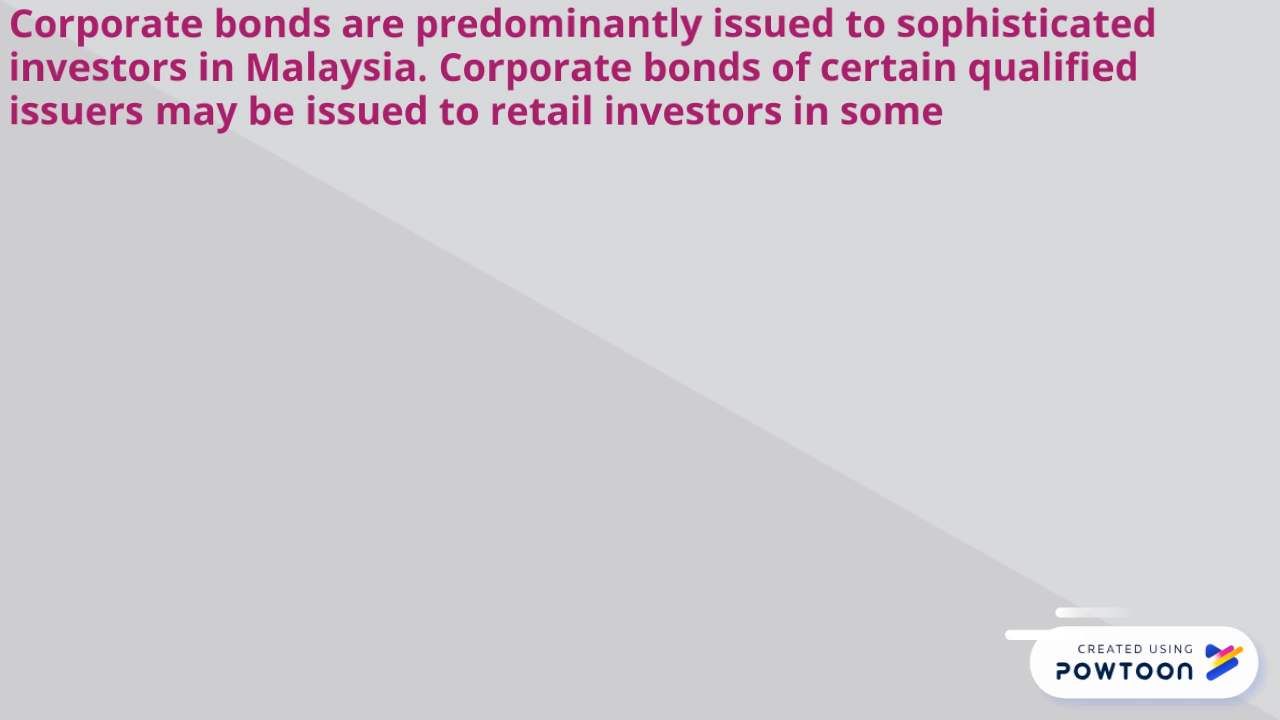 Corporate bonds are predominantly issued to sophisticated
investors in Malaysia. Corporate bonds of certain qualified
issuers may be issued to retail investors in some
CREATED USING
POWTOON